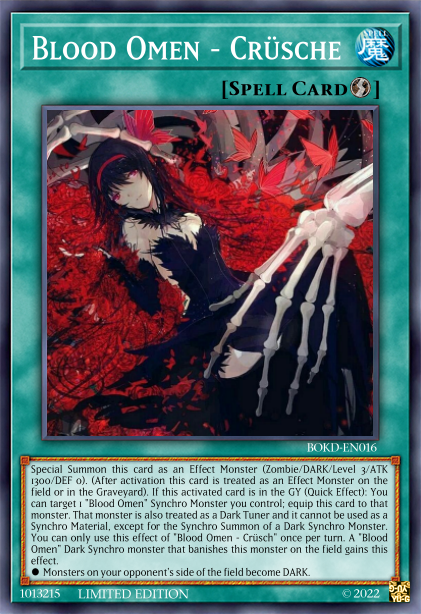 Blood Omen - Crüsche
SPELL
魔
[Spell Card]
BOKD-EN016
Special Summon this card as an Effect Monster (Zombie/DARK/Level 3/ATK
1300/DEF 0). (After activation this card is treated as an Effect Monster on the
field or in the Graveyard). If this activated card is in the GY (Quick Effect): You
can target 1 "Blood Omen" Synchro Monster you control; equip this card to that
monster. That monster is also treated as a Dark Tuner and it cannot be used as a
Synchro Material, except for the Synchro Summon of a Dark Synchro Monster.
You can only use this effect of "Blood Omen - Crüsch" once per turn. A "Blood
Omen" Dark Synchro monster that banishes this monster on the field gains this
effect.
● Monsters on your opponent's side of the field become DARK.
1013215 LIMITED EDITION © 2022